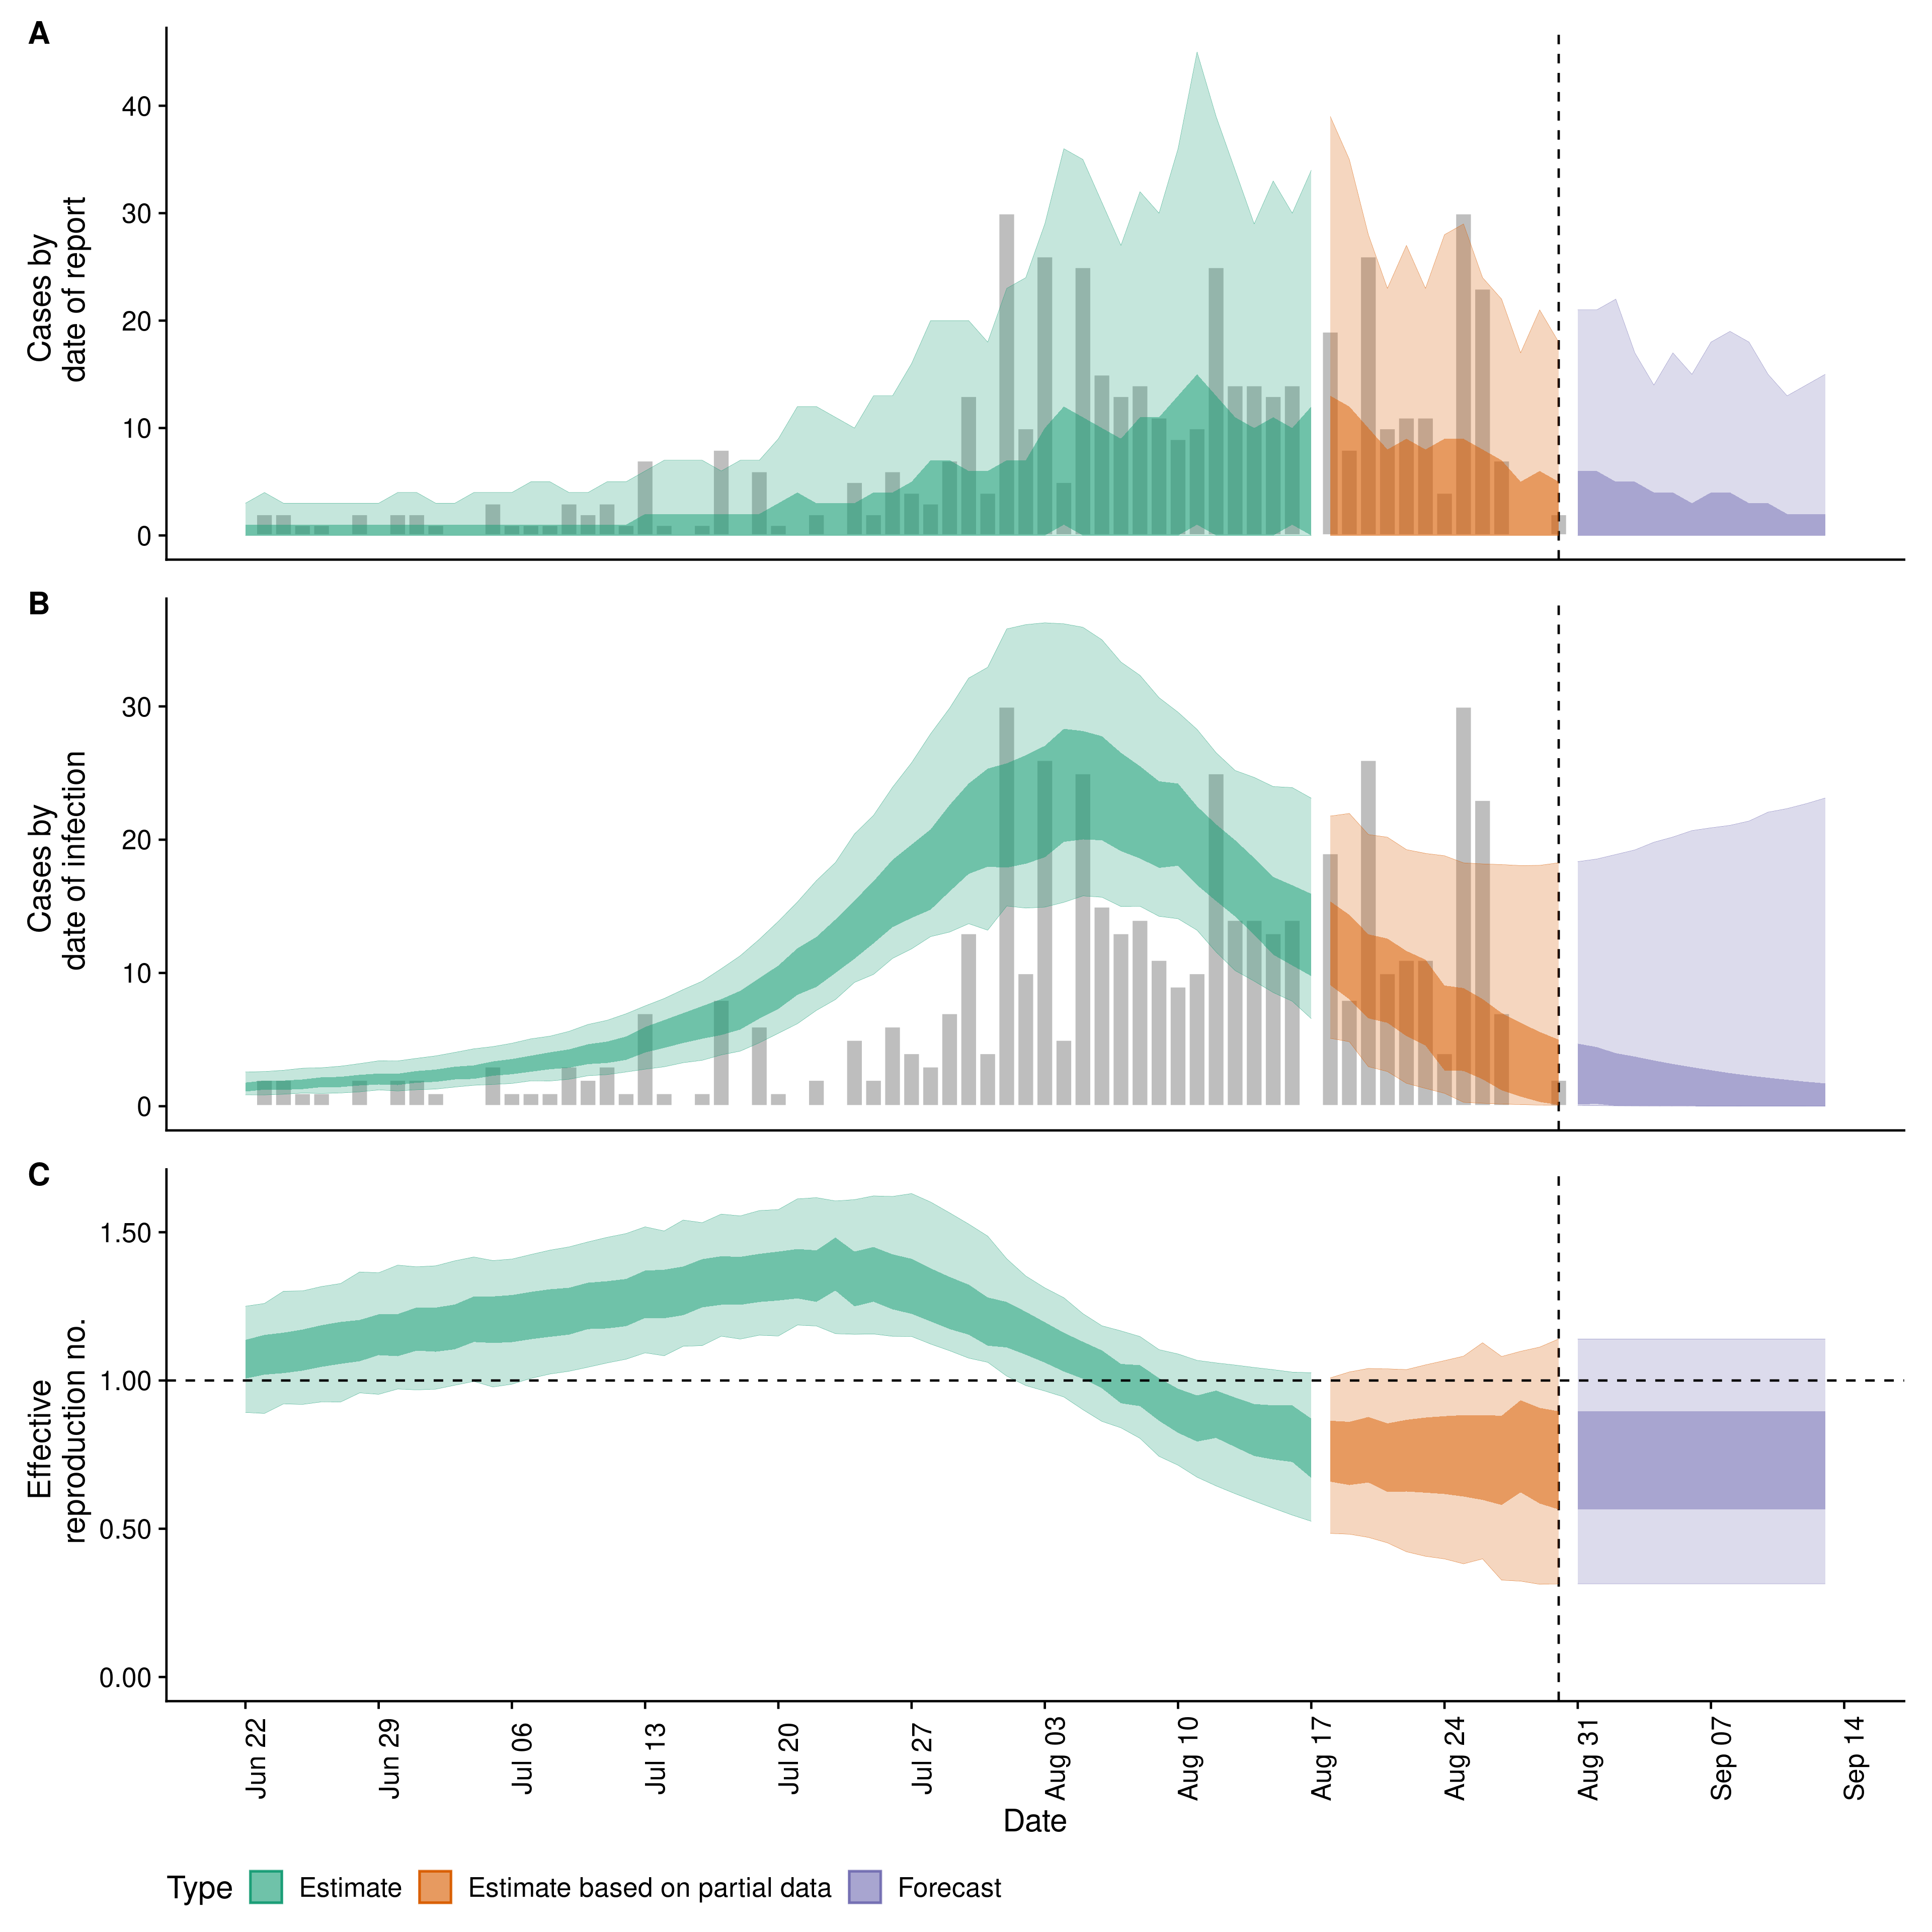 A
Cases by
date of report
40
30
20
10
0
B
Cases by
date of infection
30
20
10
0
C
Effective
reproduction no.
1.50
1.00
0.50
0.00
Jun 22
Jun 29
Jul 06
Jul 13
Jul 20
Jul 27
Aug 03
Aug 10
Aug 17
Aug 24
Aug 31
Sep 07
Sep 14
Date
Type Estimate Estimate based on partial data Forecast